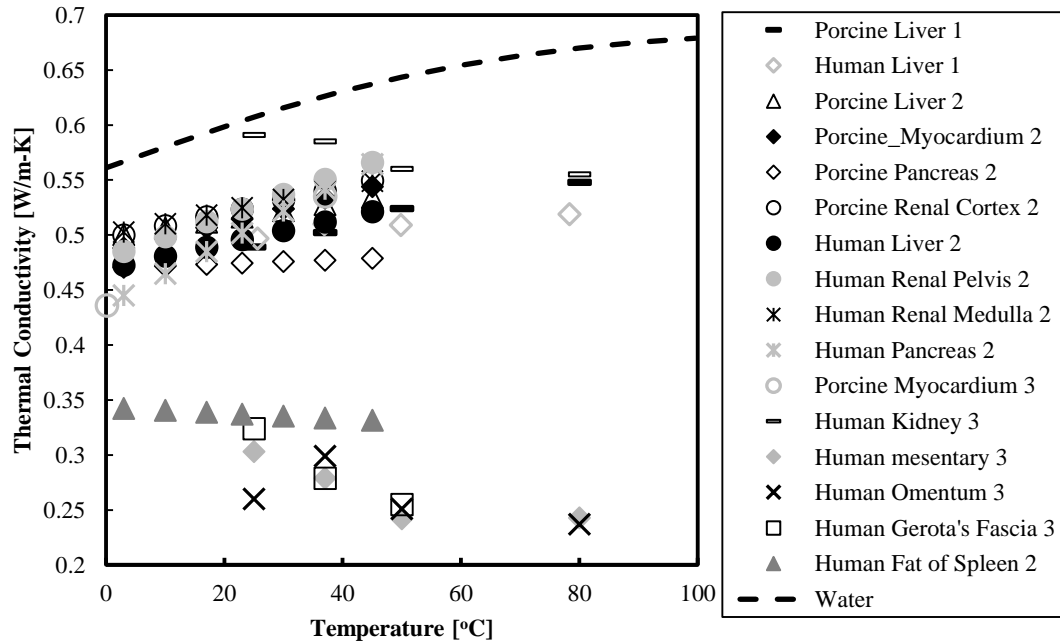 0.7
0.65
0.6
0.55
0.5
0.45
0.4
0.35
0.3
0.25
0.2
Thermal Conductivity [W/m-K]
0 20 40 60 80 100
Temperature [°C]
Porcine Liver 1
Human Liver 1
Porcine Liver 2
Porcine_Myocardium 2
Porcine Pancreas 2
Porcine Renal Cortex 2
Human Liver 2
Human Renal Pelvis 2
Human Renal Medulla 2
Human Pancreas 2
Porcine Myocardium 3
Human Kidney 3
Human mesentary 3
Human Omentum 3
Human Gerota's Fascia 3
Human Fat of Spleen 2
Water